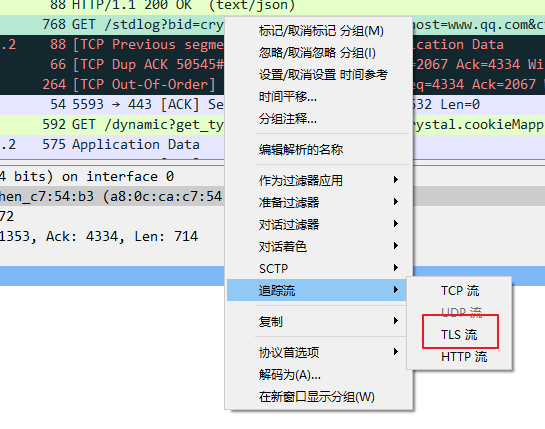 88 HTTP/1.1 200 OK (text/json)
768 GET /stdlog?bid=cry host=www.qq.com&c
.2 88 [TCP Previous segme cation Data
66 [TCP Dup ACK 50545# =2067 Ack=4334 Wi
264 [TCP Out-Of-Order] eq=4334 Ack=2067
54 5593 → 443 [ACK] Se 532 Len=0
592 GET /dynamic?get_ty rystal.cookieMapp
.2 575 Application Data
4 bits) on interface 0
hen_c7:54:b3 (a8:0c:ca:c7:54
72
1353, Ack: 4334, Len: 714
标记/取消标记 分组(M)
忽略/取消忽略 分组(I)
设置/取消设置 时间参考
时间平移...
分组注释...
编辑解析的名称
作为过滤器应用
准备过滤器
对话过滤器
对话着色
SCTP
追踪流
复制
协议首选项
解码为(A)...
在新窗口显示分组(W)
TCP 流
UDP 流
TLS 流
HTTP 流